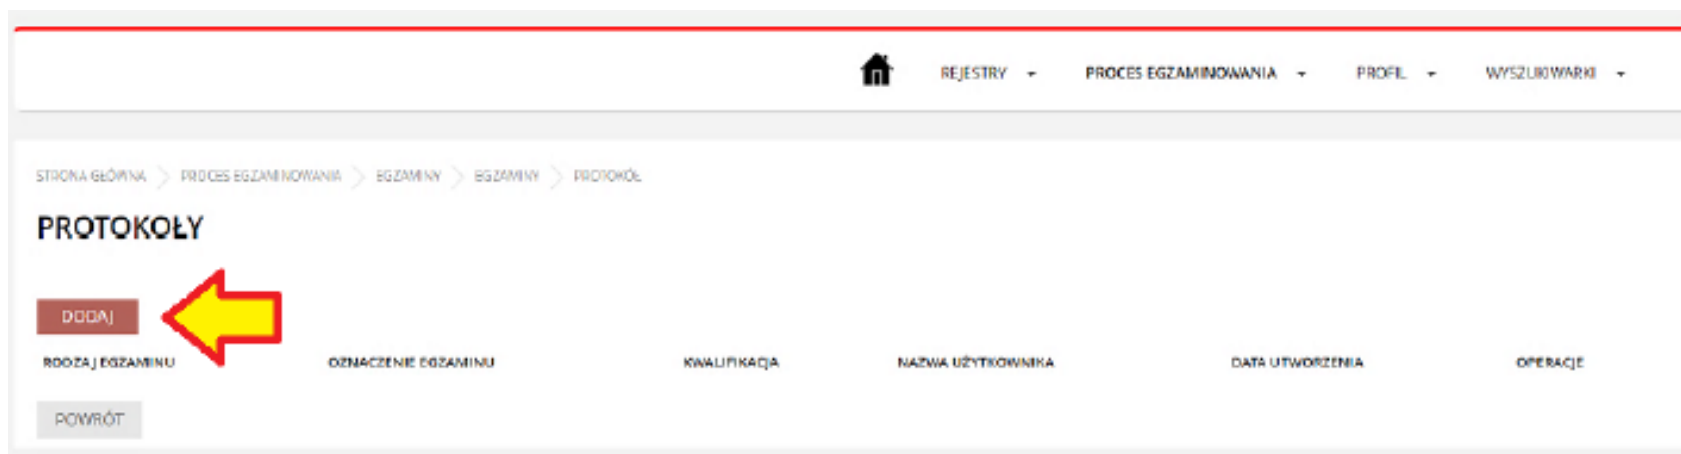 REJESTRY PROCES EGZAMINOWANIA PROFIL WYSZUKIWARKI
STRONA GŁÓWNA PROCES EGZAMINOWANIA EGZAMINY EGZAMINY PROTOKÓŁ
PROTOKOŁY
DODAJ
RODZAJ EGZAMINU OZNACZENIE EGZAMINU KWALIFIKACJA NAZWA UŻYTKOWNIKA DATA UTWORZENIA OPERACJE
POWRÓT